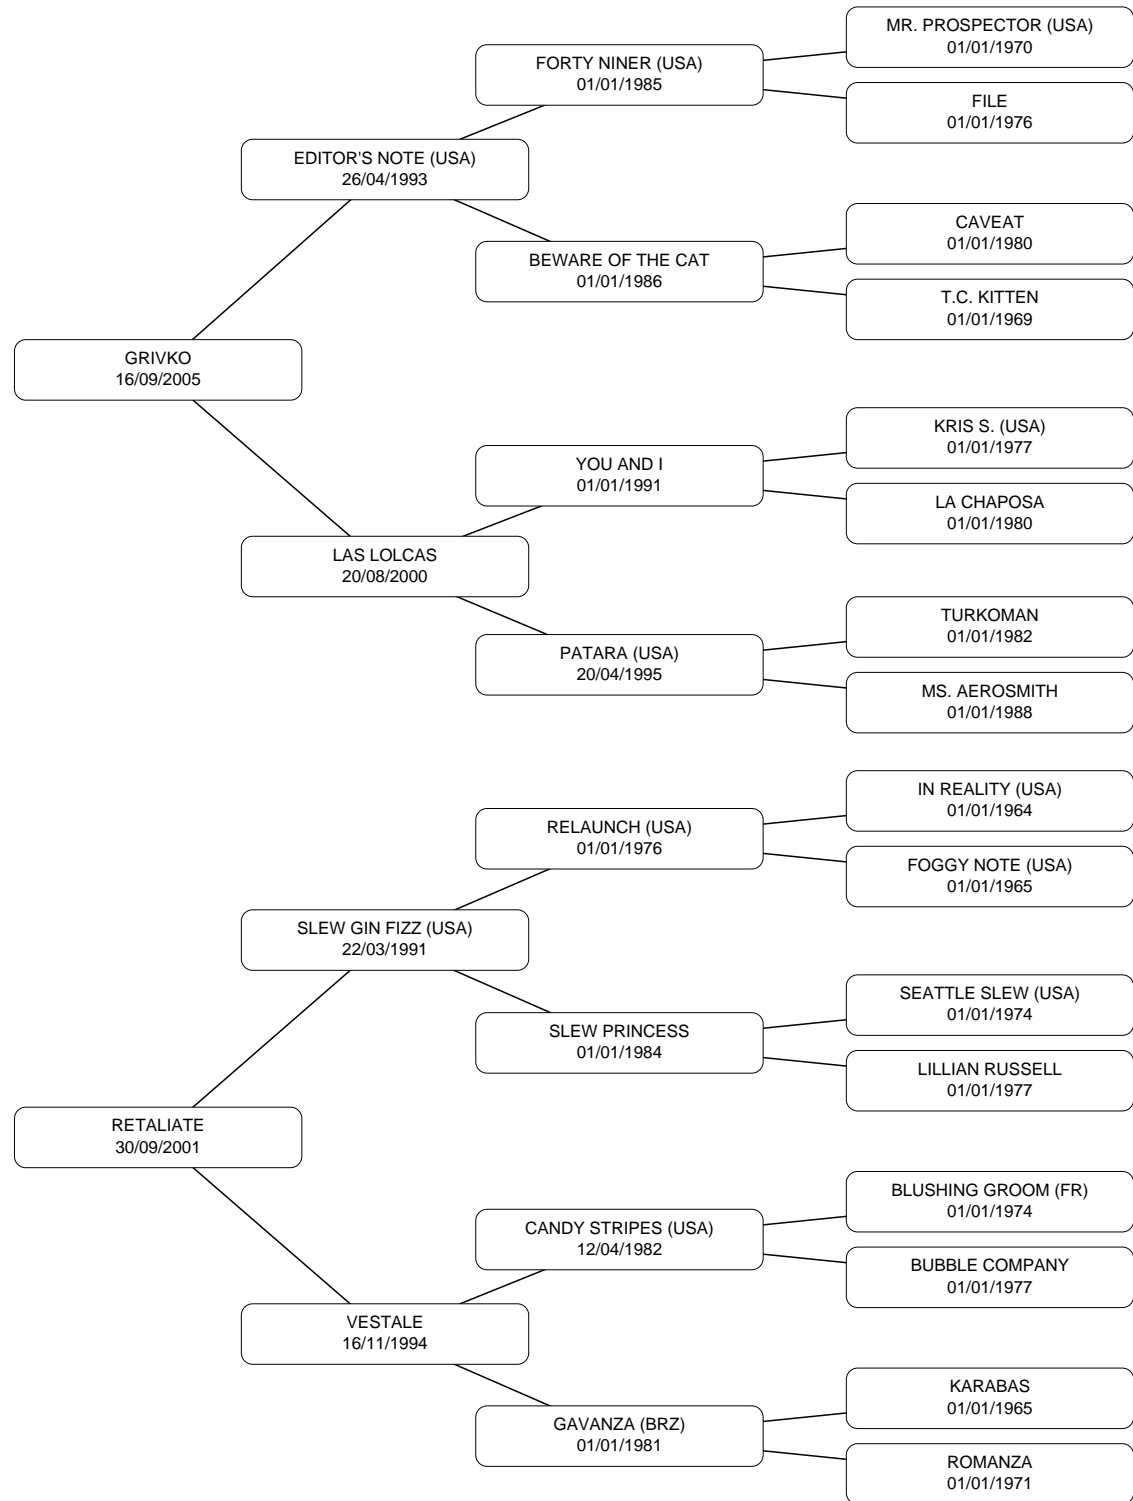 MR. PROSPECTOR (USA)
01/01/1970
FORTY NINER (USA)
01/01/1985
FILE
01/01/1976
EDITOR'S NOTE (USA)
26/04/1993
CAVEAT
01/01/1980
BEWARE OF THE CAT
01/01/1986
T.C. KITTEN
01/01/1969
GRIVKO
16/09/2005
KRIS S. (USA)
01/01/1977
YOU AND I
01/01/1991
LA CHAPOSA
01/01/1980
LAS LOLCAS
20/08/2000
TURKOMAN
01/01/1982
PATARA (USA)
20/04/1995
MS. AEROSMITH
01/01/1988
IN REALITY (USA)
01/01/1964
RELAUNCH (USA)
01/01/1976
FOGGY NOTE (USA)
01/01/1965
SLEW GIN FIZZ (USA)
22/03/1991
SEATTLE SLEW (USA)
01/01/1974
SLEW PRINCESS
01/01/1984
LILLIAN RUSSELL
01/01/1977
RETALIATE
30/09/2001
BLUSHING GROOM (FR)
01/01/1974
CANDY STRIPES (USA)
12/04/1982
BUBBLE COMPANY
01/01/1977
VESTALE
16/11/1994
KARABAS
01/01/1965
GAVANZA (BRZ)
01/01/1981
ROMANZA
01/01/1971